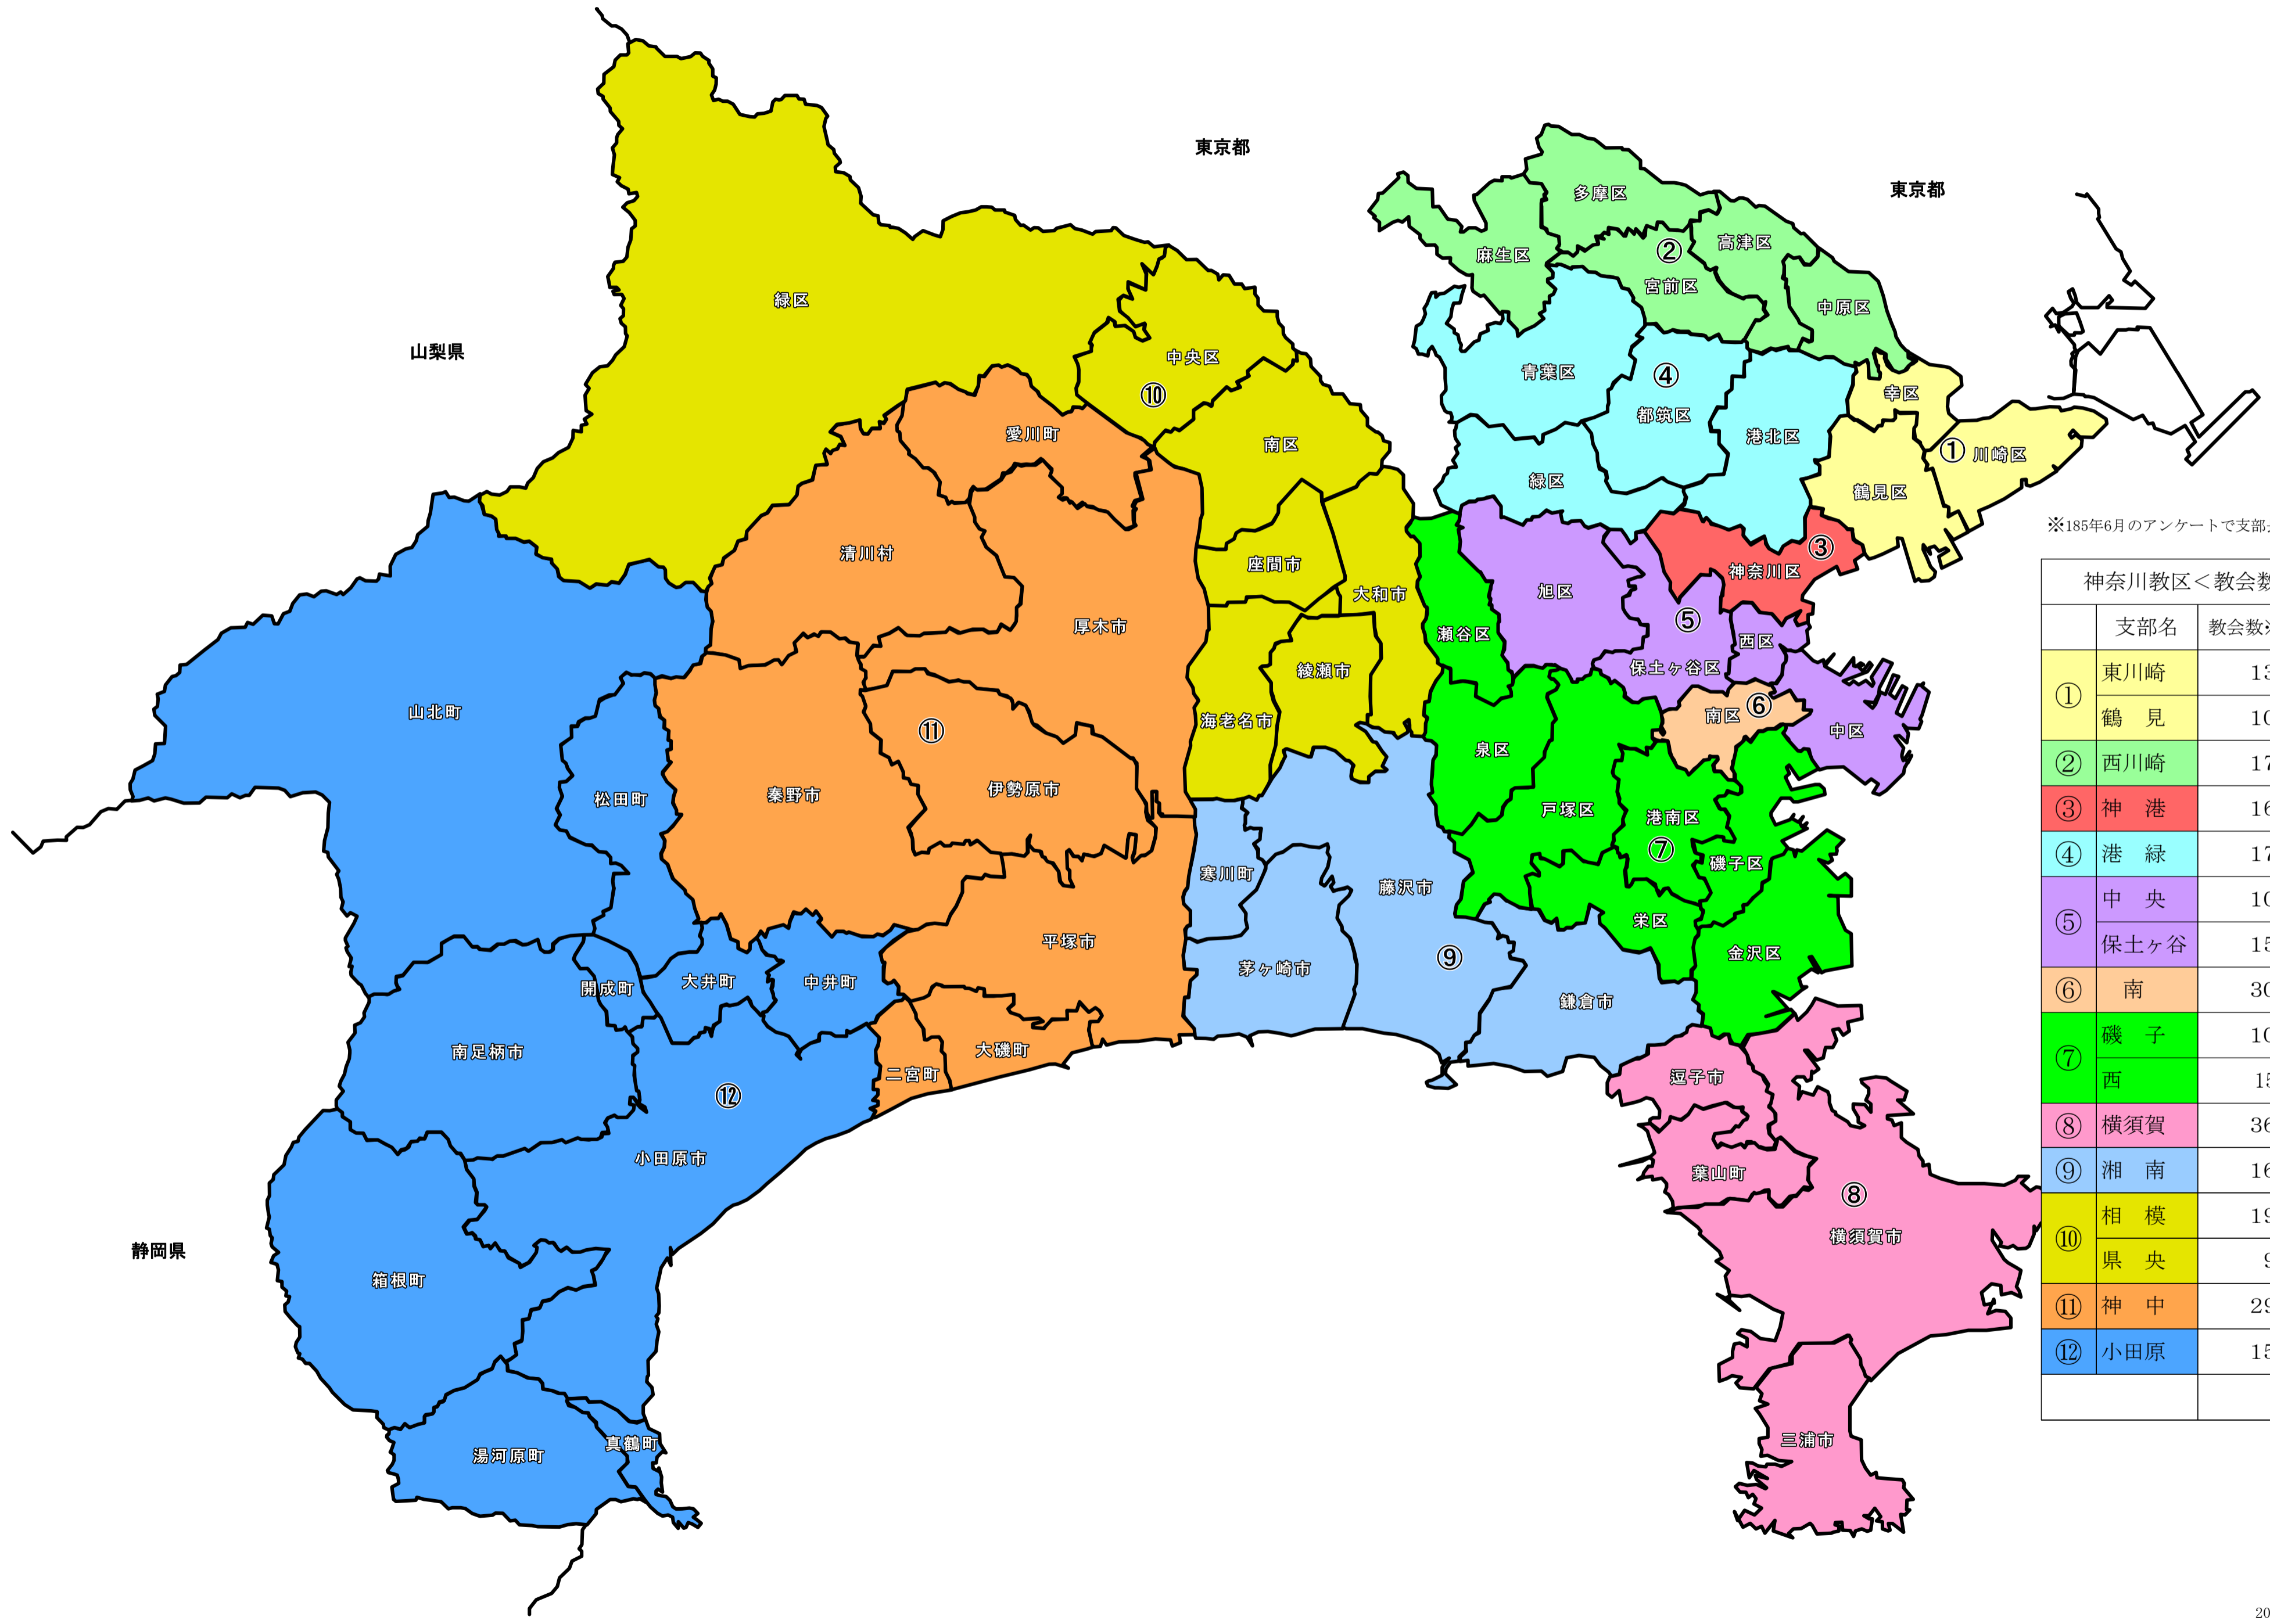 東京都
東京都
山梨県
静岡県
緑区
中央区
⑩
南区
愛川町
清川村
厚木市
座間市
大和市
綾瀬市
海老名市
多摩区
麻生区
②
宮前区
高津区
中原区
青葉区
④
都筑区
港北区
緑区
幸区
①
川崎区
鶴見区
③
神奈川区
旭区
⑤
保土ヶ谷区
西区
中区
南区
⑥
瀬谷区
泉区
戸塚区
港南区
⑦
磯子区
栄区
金沢区
山北町
松田町
秦野市
⑪
伊勢原市
平塚市
大磯町
二宮町
寒川町
茅ヶ崎市
藤沢市
⑨
鎌倉市
開成町
大井町
中井町
南足柄市
⑫
小田原市
箱根町
湯河原町
真鶴町
逗子市
葉山町
⑧
横須賀市
三浦市
※185年6月のアンケートで支部
神奈川教区＜教会数
支部名 教会数
① 東川崎 13
鶴 見 10
② 西川崎 17
③ 神 港 16
④ 港 緑 17
⑤ 中 央 10
保土ヶ谷 15
⑥ 南 30
⑦ 磯 子 10
西 15
⑧ 横須賀 36
⑨ 湘 南 16
⑩ 相 模 19
県 央 9
⑪ 神 中 29
⑫ 小田原 15
20